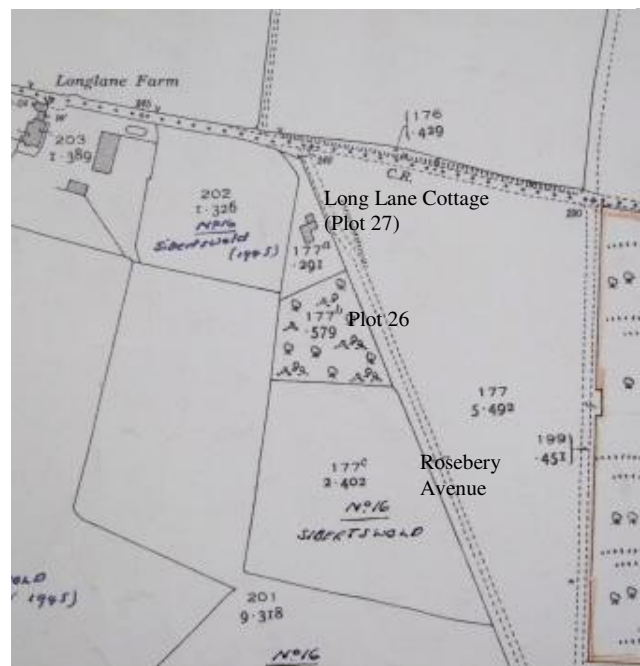 Longlane Farm
W
203
1·389
176
·429
C.R.
202
1·326
Nº16
SIBERTSWOLD
(1945)
Long Lane Cottage
(Plot 27)
177a
·291
177b
·579
Plot 26
177
5·492
199
·451
177c
2·402
Nº16
SIBERTSWOLD
Rosebery
Avenue
1945)
201
9·318
Nº16